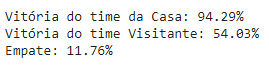 Vitória do time da Casa: 94.29%
Vitória do time Visitante: 54.03%
Empate: 11.76%